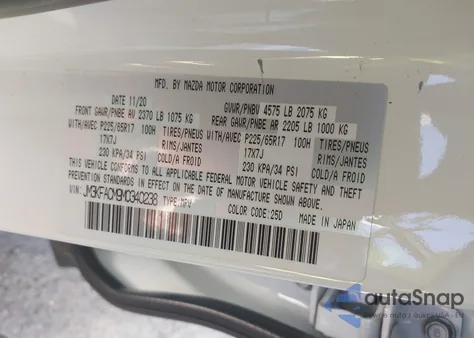 MFD. BY MAZDA MOTOR CORPORATION
DATE 11/20 GVWR/PNBV 4575 LB 2075 KG
FRONT GAWR/PNBE AV 2370 LB 1075 KG REAR GAWR/PNBE AR 2205 LB 1000 KG
WITH/AVEC P225/65R17 100H TIRES/PNEUS WITH/AVEC P225/65R17 100H TIRES/PNEUS
17X7J RIMS/JANTES 17X7J RIMS/JANTES
230 KPA/34 PSI COLD/A FROID 230 KPA/34 PSI COLD/A FROID
THIS VEHICLE CONFORMS TO ALL APPLICABLE FEDERAL MOTOR VEHICLE SAFETY, BUMPER, AND THEFT
PREVENTION STANDARDS IN EFFECT ON THE DATE OF MANUFACTURE SHOWN ABOVE.
VIN: TYPE:MPV COLOR CODE:25D MADE IN JAPAN
autoSnap